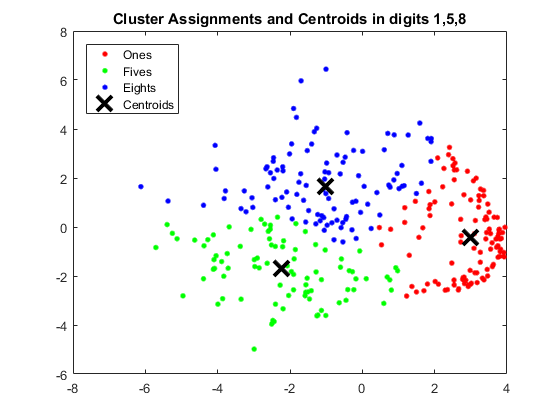 Cluster Assignments and Centroids in digits 1,5,8
8
6
4
2
0
-2
-4
-6
Ones
Fives
Eights
Centroids
-8 -6 -4 -2 0 2 4